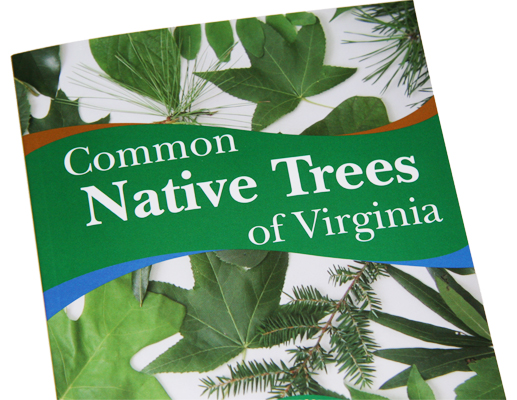 Common
Native Trees
of Virginia